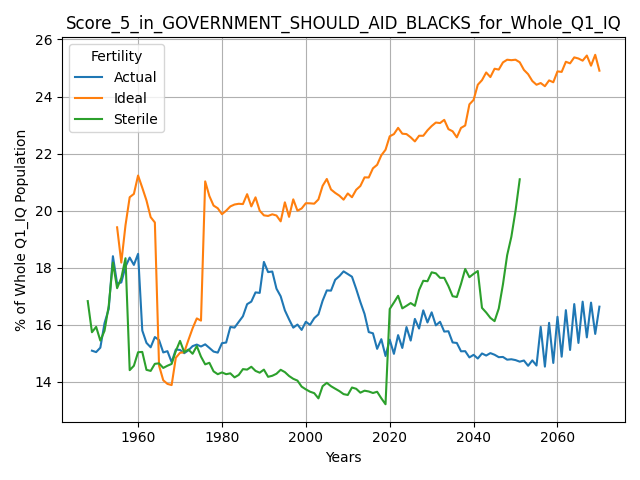 Score_5_in_GOVERNMENT_SHOULD_AID_BLACKS_for_Whole_Q1_IQ
Fertility
Actual
Ideal
Sterile
% of Whole Q1_IQ Population
26
24
22
20
18
16
14
1960
1980
2000
2020
2040
2060
Years